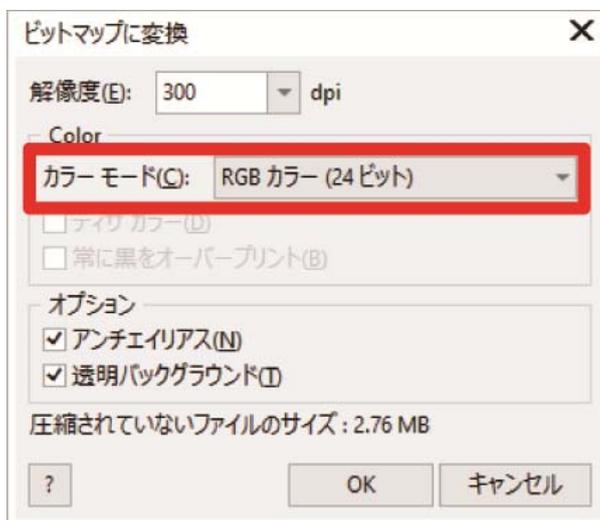 ビットマップに変換
解像度(E): 300 dpi
Color
カラー モード(C): RGB カラー (24 ビット)
ディザ カラー(D)
常に黒をオーバープリント(B)
オプション
アンチエイリアス(N)
透明バックグラウンド(T)
圧縮されていないファイルのサイズ : 2.76 MB
? OK キャンセル